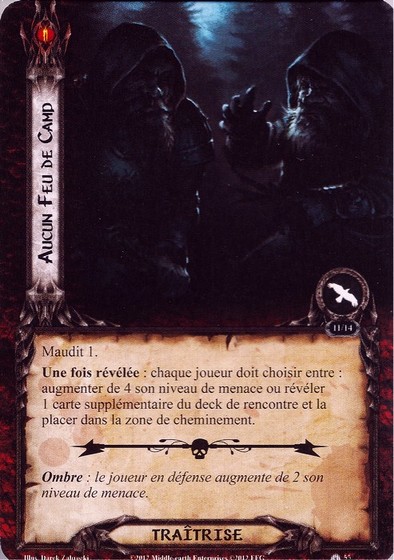 AUCUN FEU DE CAMP
11/14
Maudit 1.
Une fois révélée : chaque joueur doit choisir entre :
augmenter de 4 son niveau de menace ou révéler
1 carte supplémentaire du deck de rencontre et la
placer dans la zone de cheminement.
Ombre : le joueur en défense augmente de 2 son
niveau de menace.
TRAÎTRISE
Illus. Darek Zabrocki ©2012 Middle-earth Enterprises ©2012 FFG 55